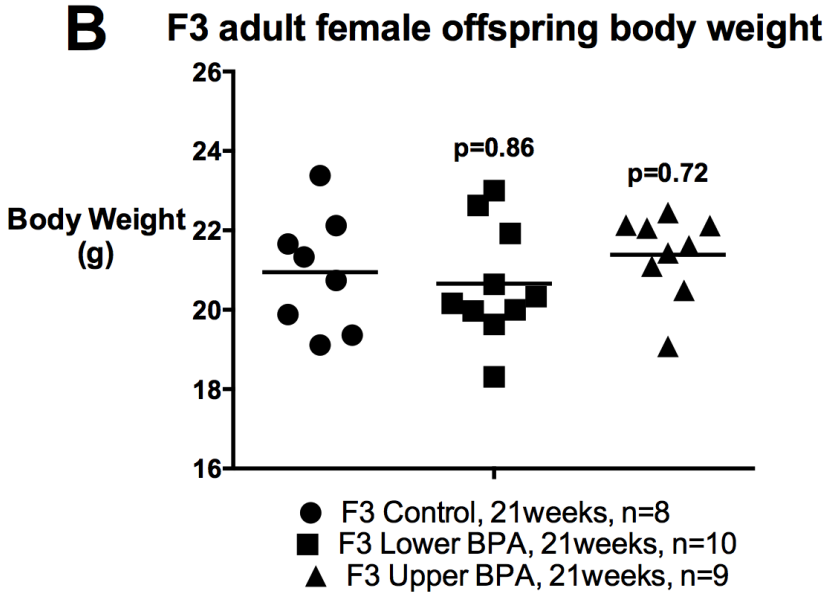 B F3 adult female offspring body weight
26
24
22
20
18
16
Body Weight
(g)
p=0.86
p=0.72
F3 Control, 21weeks, n=8
F3 Lower BPA, 21weeks, n=10
F3 Upper BPA, 21weeks, n=9